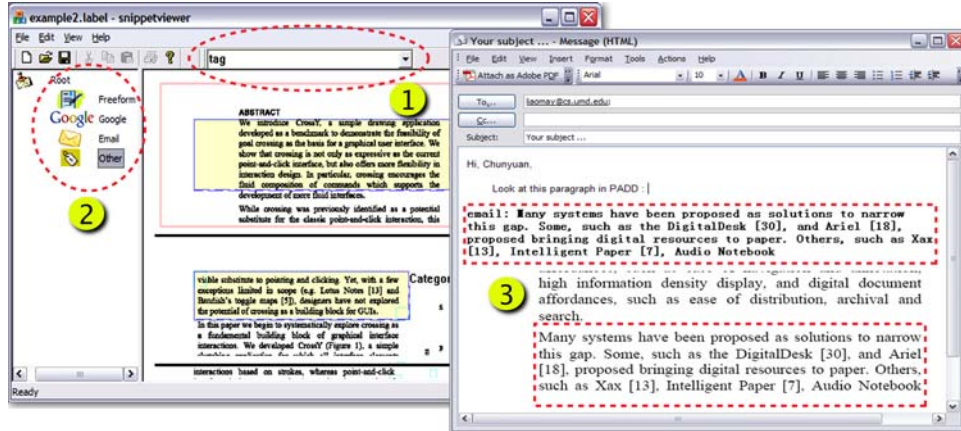 example2.label - snippetviewer
File Edit View Help
tag
Root
Freeform
Google Google
Email
Other
1
2
ABSTRACT
We introduce CrossY, a simple drawing application
developed as a benchmark to demonstrate the feasibility of
goal crossing as the basis for a graphical user interface. We
show that crossing is not only as expressive as the current
point-and-click interface, but also offers more flexibility in
interaction design. In particular, crossing encourages the
fluid composition of commands which supports the
development of more fluid interfaces.
While crossing was previously identified as a potential
substitute for the classic point-and-click interaction, this
viable substitute to pointing and clicking. Yet, with a few
exceptions limited in scope (e.g. Lotus Notes [13] and
Baudish's toggle maps [5]), designers have not explored
the potential of crossing as a building block for GUIs.
Categor
In this paper we begin to systematically explore crossing as
a fundamental building block of graphical interface
interactions. We developed CrossY (Figure 1), a simple
interactions based on strokes, whereas point-and-click
Ready
Your subject ... - Message (HTML)
File Edit View Insert Format Tools Actions Help
Attach as Adobe PDF Arial 10 A B I U
To...
liaomay@cs.umd.edu;
Cc...
Subject: Your subject ...
Hi, Chunyuan,
Look at this paragraph in PADD :
email: Many systems have been proposed as solutions to narrow
this gap. Some, such as the DigitalDesk [30], and Ariel [18],
proposed bringing digital resources to paper. Others, such as Xax
[13], Intelligent Paper [7], Audio Notebook
3
high information density display, and digital document
affordances, such as ease of distribution, archival and
search.
Many systems have been proposed as solutions to narrow
this gap. Some, such as the DigitalDesk [30], and Ariel
[18], proposed bringing digital resources to paper. Others,
such as Xax [13], Intelligent Paper [7], Audio Notebook